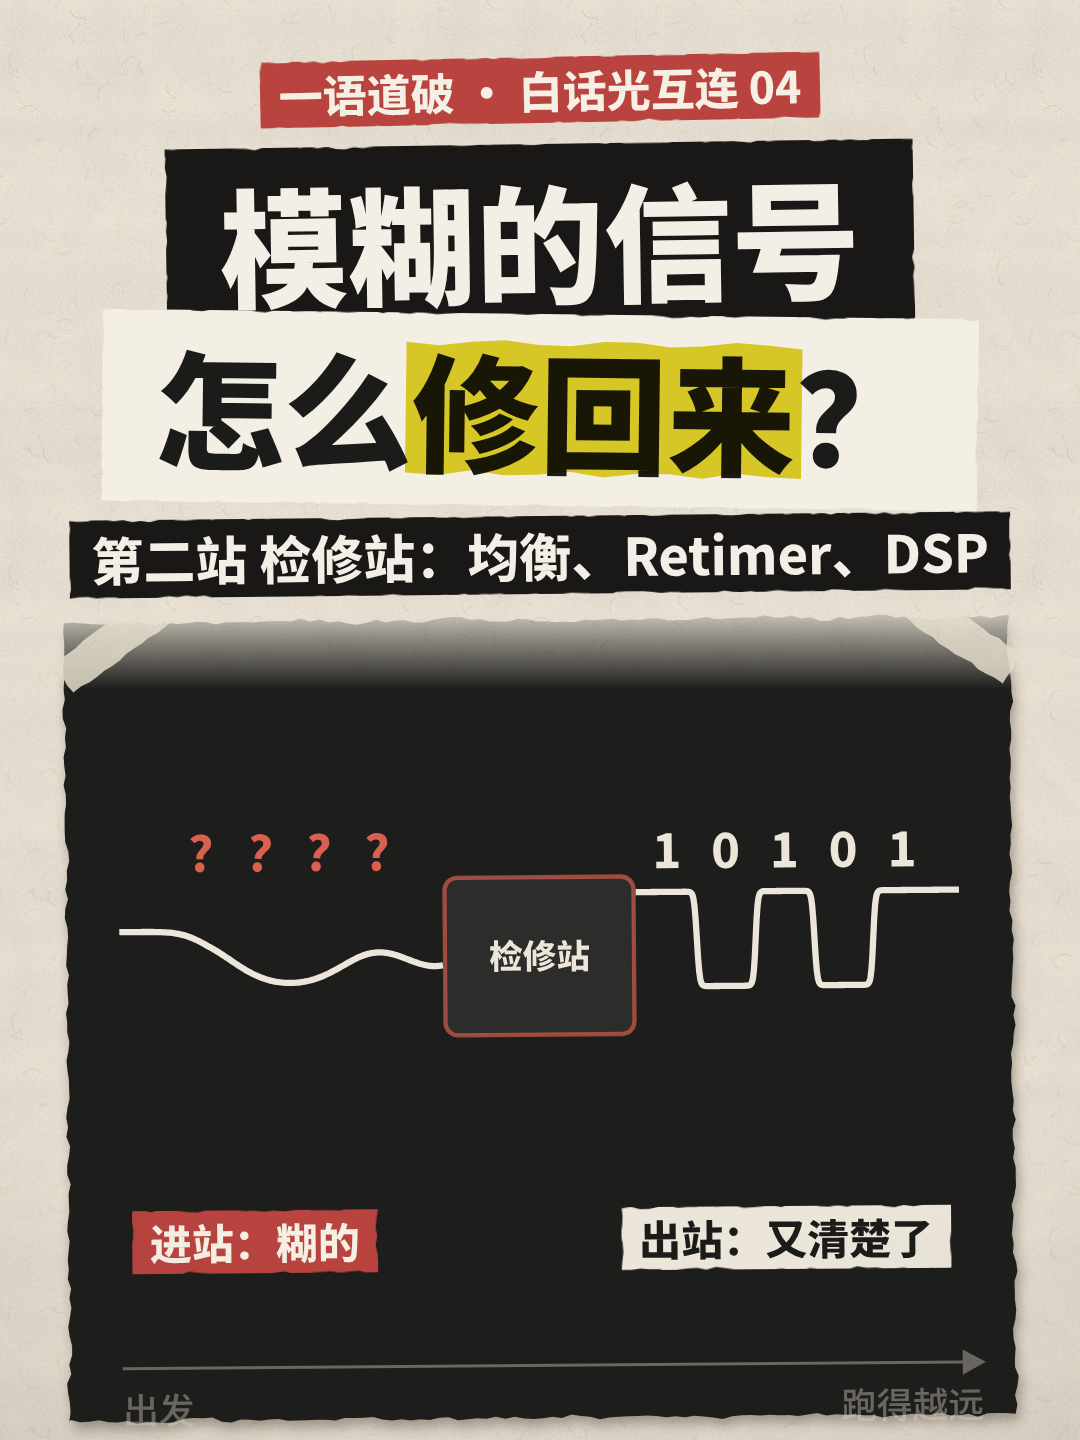 一语道破 · 白话光互连 04
模糊的信号
怎么修回来？
第二站 检修站：均衡、Retimer、DSP
? ? ? ?
1 0 1 0 1
检修站
进站：糊的
出站：又清楚了
出发
跑得越远